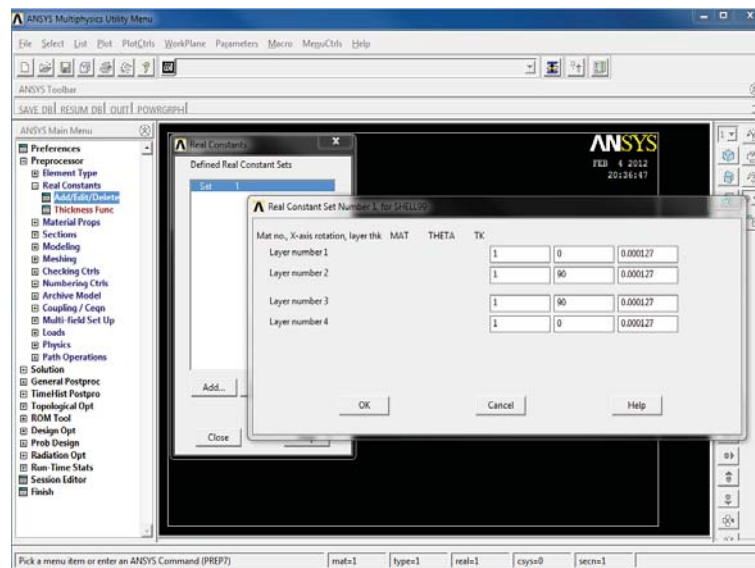 ANSYS Multiphysics Utility Menu
File Select List Plot PlotCtrls WorkPlane Parameters Macro MenuCtrls Help
ANSYS Toolbar
SAVE_DB RESUM_DB QUIT POWRGRPH
ANSYS Main Menu
Preferences
Preprocessor
Element Type
Real Constants
Add/Edit/Delete
Thickness Func
Material Props
Sections
Modeling
Meshing
Checking Ctrls
Numbering Ctrls
Archive Model
Coupling / Ceqn
Multi-field Set Up
Loads
Physics
Path Operations
Solution
General Postproc
TimeHist Postpro
Topological Opt
ROM Tool
Design Opt
Prob Design
Radiation Opt
Run-Time Stats
Session Editor
Finish
Real Constants
Defined Real Constant Sets
Set 1
Add...
Close
ANSYS
FEB 4 2012
20:36:47
Real Constant Set Number 1, for SHELL99
Mat no., X-axis rotation, layer thk MAT THETA TK
Layer number 1 1 0 0.000127
Layer number 2 1 90 0.000127
Layer number 3 1 90 0.000127
Layer number 4 1 0 0.000127
OK Cancel Help
1
Pick a menu item or enter an ANSYS Command (PREP7) mat=1 type=1 real=1 csys=0 secn=1